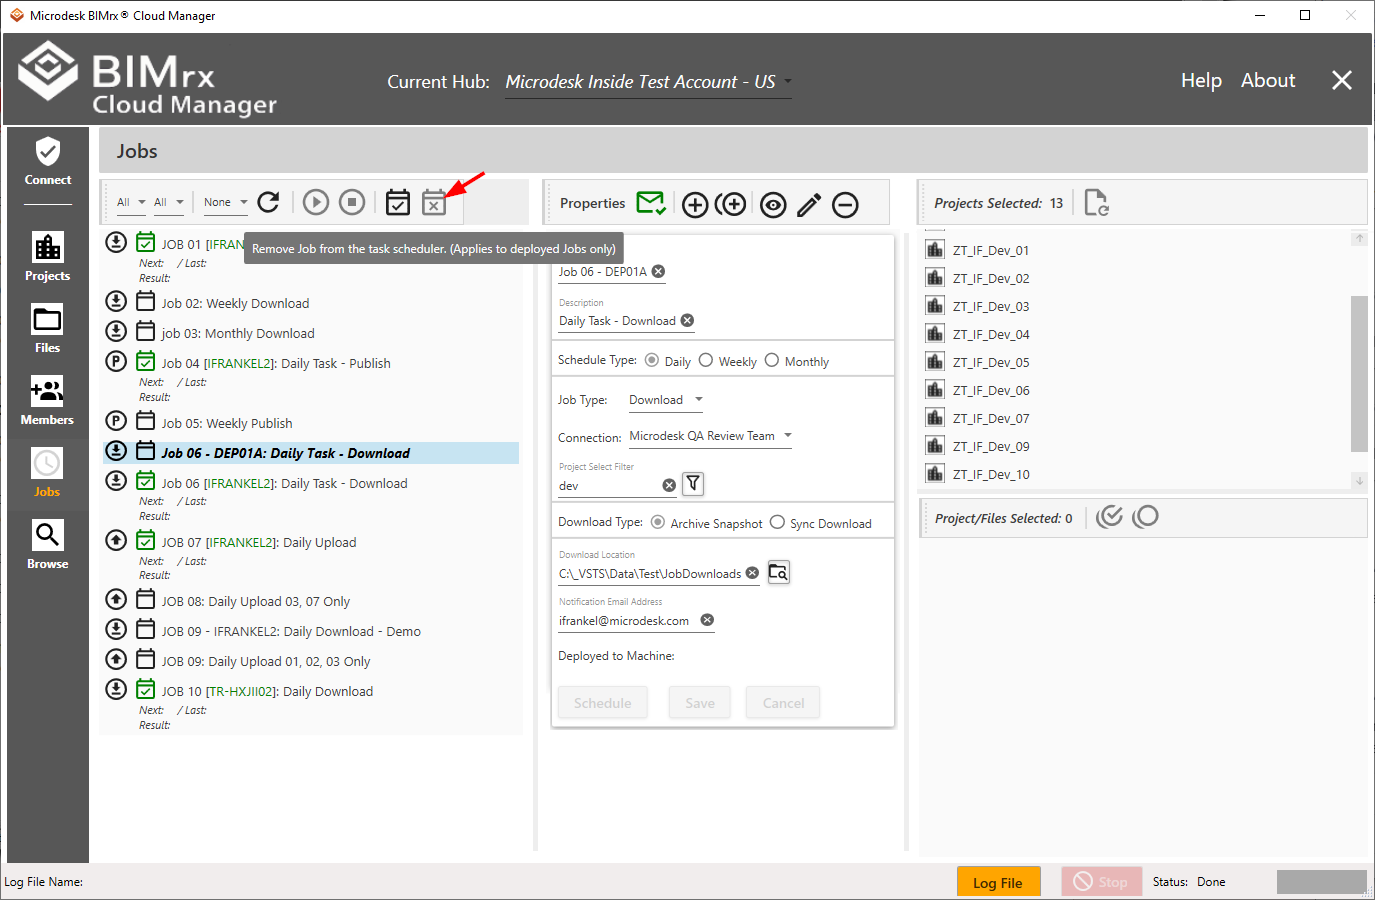 Microdesk BIMrx® Cloud Manager
BIMrx
Cloud Manager
Current Hub: Microdesk Inside Test Account - US
Help About
Connect
Projects
Files
Members
Jobs
Browse
Jobs
All All None
Remove Job from the task scheduler. (Applies to deployed Jobs only)
JOB 01 [IFRAN
Next: / Last:
Result:
Job 02: Weekly Download
job 03: Monthly Download
Job 04 [IFRANKEL2]: Daily Task - Publish
Next: / Last:
Result:
Job 05: Weekly Publish
Job 06 - DEP01A: Daily Task - Download
Job 06 [IFRANKEL2]: Daily Task - Download
Next: / Last:
Result:
JOB 07 [IFRANKEL2]: Daily Upload
Next: / Last:
Result:
JOB 08: Daily Upload 03, 07 Only
JOB 09 - IFRANKEL2: Daily Download - Demo
JOB 09: Daily Upload 01, 02, 03 Only
JOB 10 [TR-HXJII02]: Daily Download
Next: / Last:
Result:
Properties
Job 06 - DEP01A
Description
Daily Task - Download
Schedule Type: Daily Weekly Monthly
Job Type: Download
Connection: Microdesk QA Review Team
Project Select Filter
dev
Download Type: Archive Snapshot Sync Download
Download Location
C:\_VSTS\Data\Test\JobDownloads
Notification Email Address
ifrankel@microdesk.com
Deployed to Machine:
Schedule Save Cancel
Projects Selected: 13
ZT_IF_Dev_01
ZT_IF_Dev_02
ZT_IF_Dev_03
ZT_IF_Dev_04
ZT_IF_Dev_05
ZT_IF_Dev_06
ZT_IF_Dev_07
ZT_IF_Dev_09
ZT_IF_Dev_10
Project/Files Selected: 0
Log File Name:
Log File Stop Status: Done